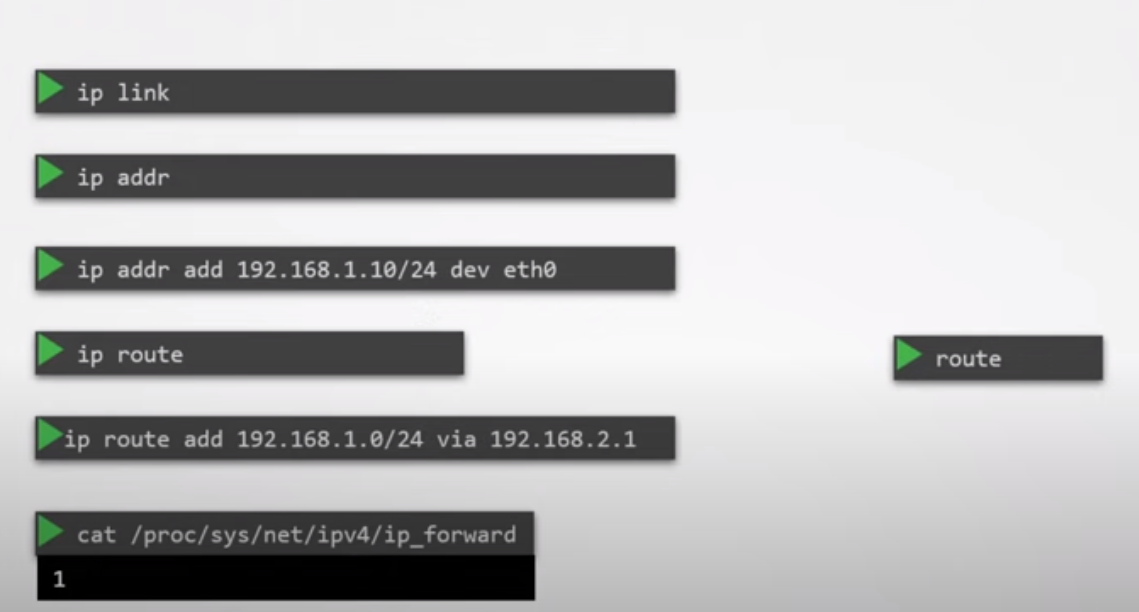 ip link
ip addr
ip addr add 192.168.1.10/24 dev eth0
ip route
route
ip route add 192.168.1.0/24 via 192.168.2.1
cat /proc/sys/net/ipv4/ip_forward
1